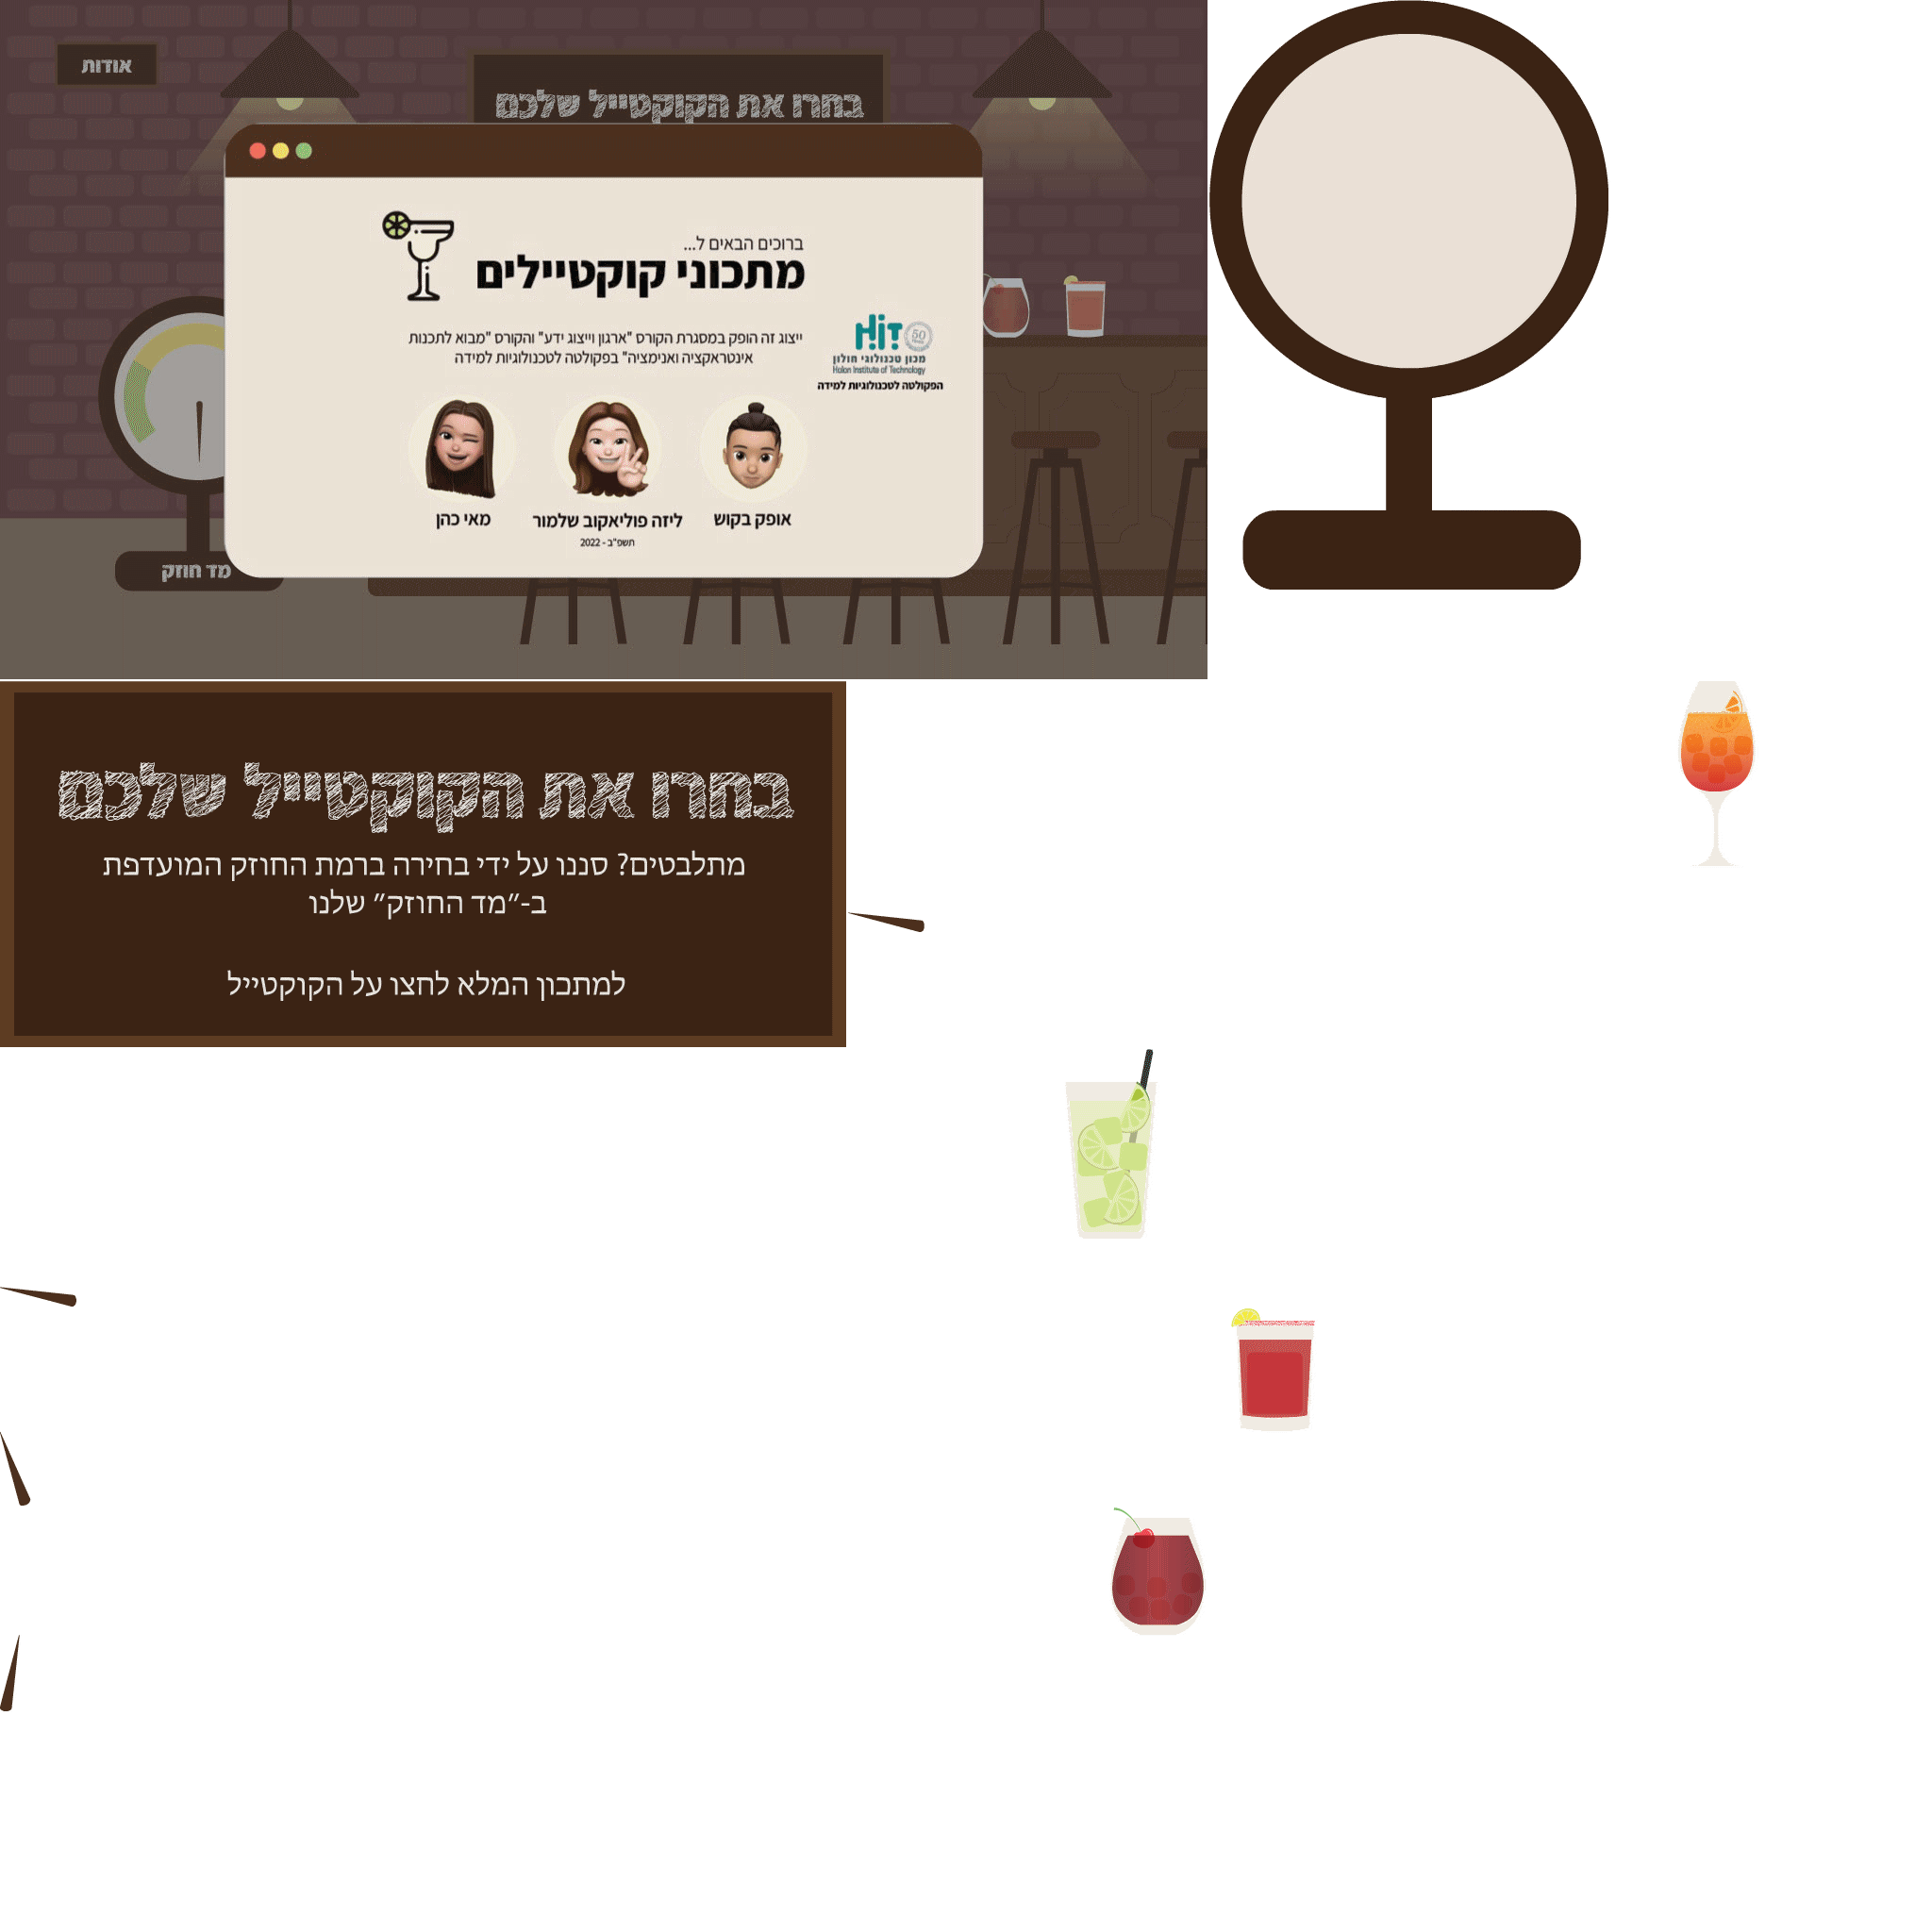 אודות
בחרו את הקוקטייל שלכם
ברוכים הבאים ל...
מתכוני קוקטיילים
ייצוג זה הופק במסגרת הקורס "ארגון וייצוג ידע" והקורס "מבוא לתכנות
אינטראקציה ואנימציה" בפקולטה לטכנולוגיות למידה
HiT
50
מכון טכנולוגי חולון
Holon Institute of Technology
הפקולטה לטכנולוגיות למידה
אופק בקוש
ליזה פוליאקוב שלמור
מאי כהן
תשפ"ב - 2022
מד חוזק
בחרו את הקוקטייל שלכם
מתלבטים? סננו על ידי בחירה ברמת החוזק המועדפת
ב-״מד החוזק״ שלנו
למתכון המלא לחצו על הקוקטייל